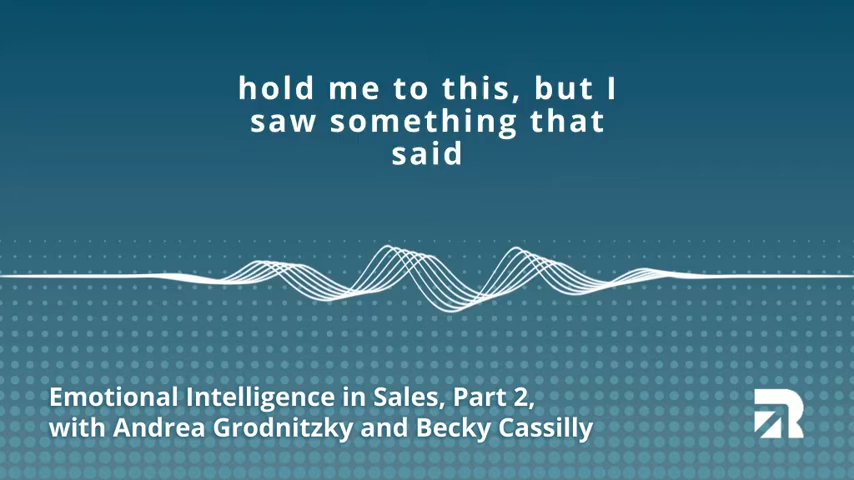 hold me to this, but I
saw something that
said
Emotional Intelligence in Sales, Part 2,
with Andrea Grodnitzky and Becky Cassilly